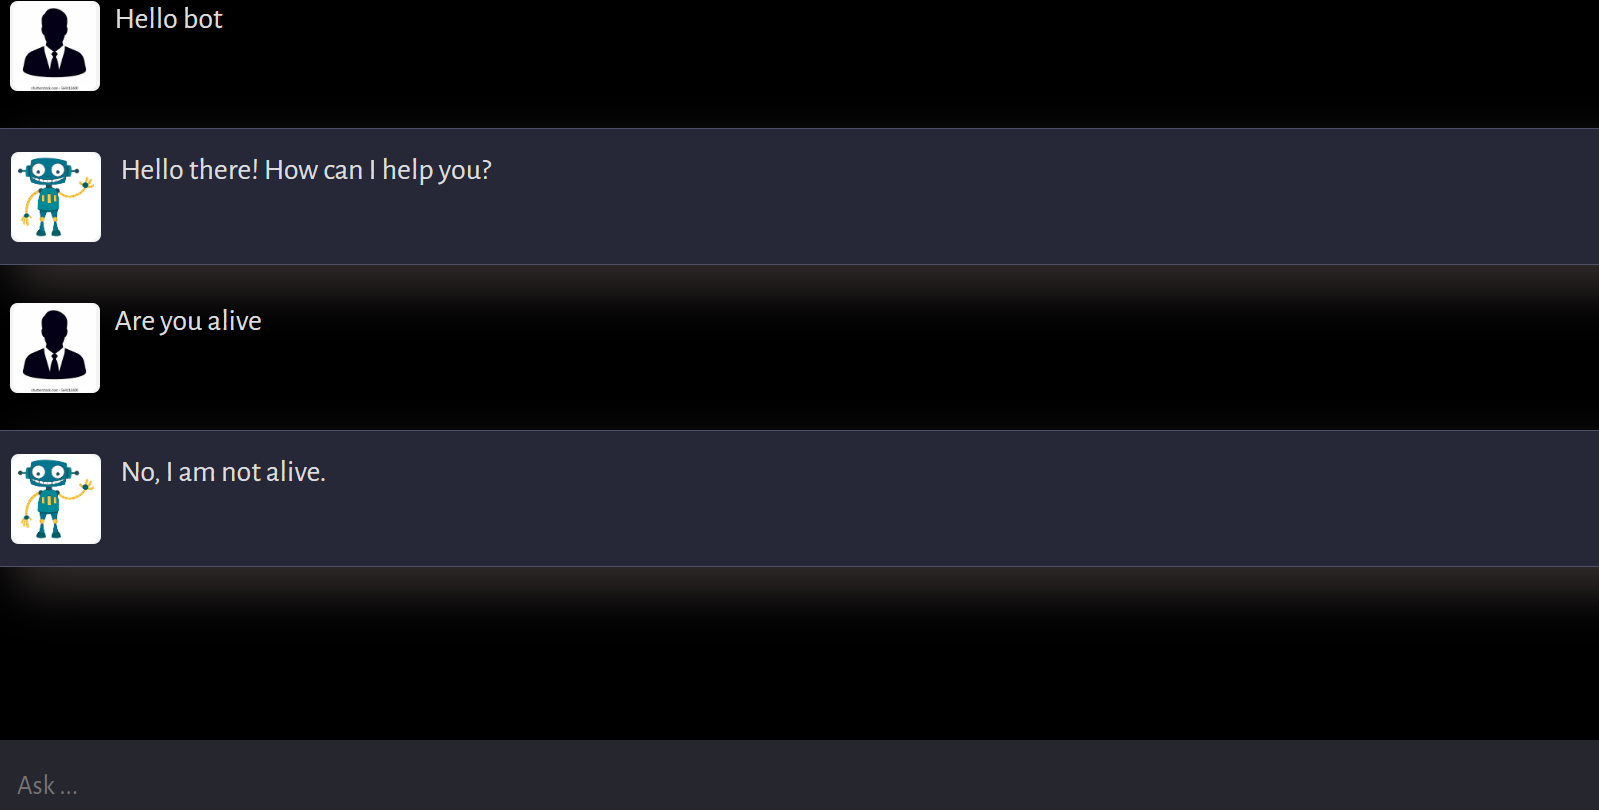 Hello bot
Hello there! How can I help you?
Are you alive
No, I am not alive.
Ask ...